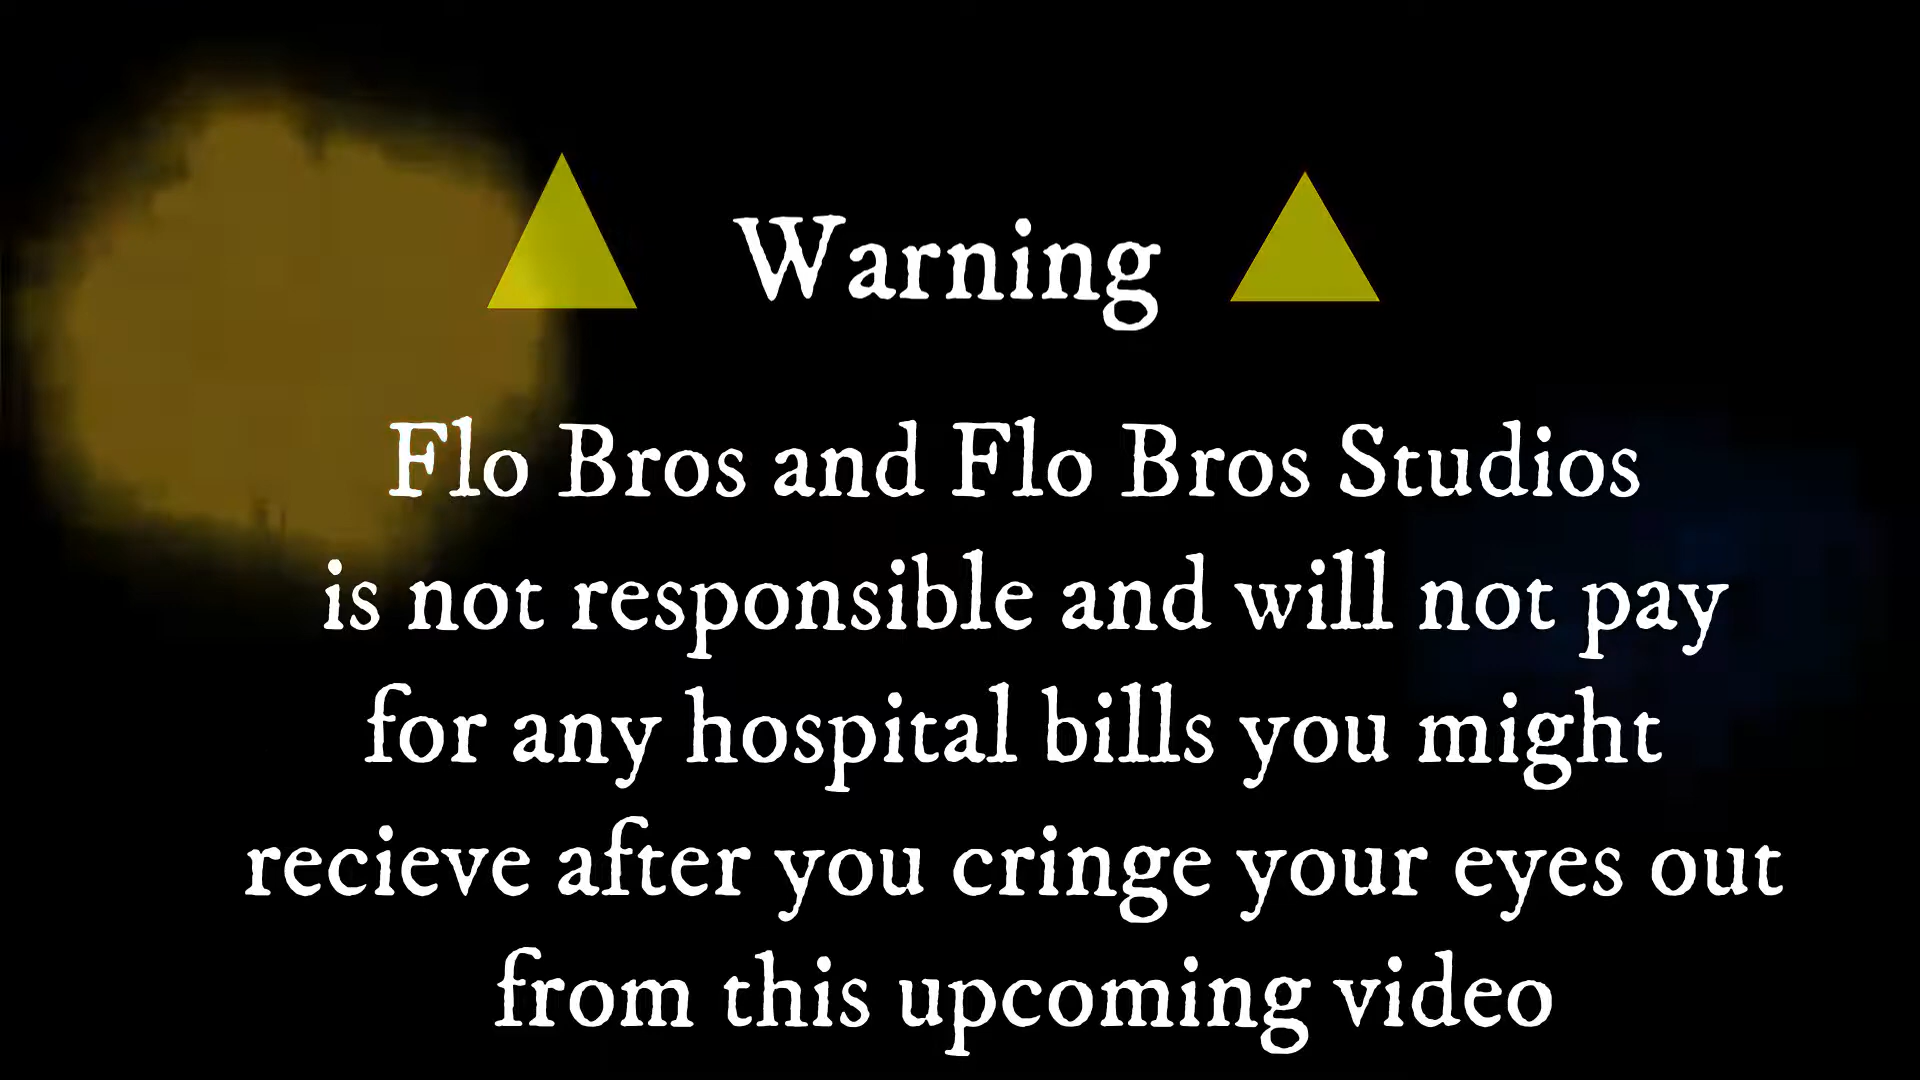 Warning
Flo Bros and Flo Bros Studios
is not responsible and will not pay
for any hospital bills you might
recieve after you cringe your eyes out
from this upcoming video